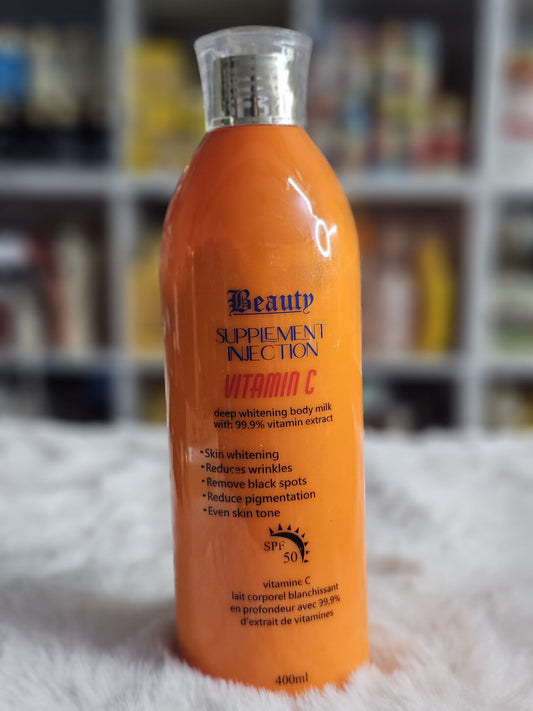 Beauty
SUPPLEMENT
INJECTION
VITAMIN C
deep whitening body milk
with 99.9% vitamin extract
•Skin whitening
•Reduces wrinkles
•Remove black spots
•Reduce pigmentation
•Even skin tone
SPF
50
vitamine C
lait corporel blanchissant
en profondeur avec 39,9%
d'extrait de vitamines
400ml